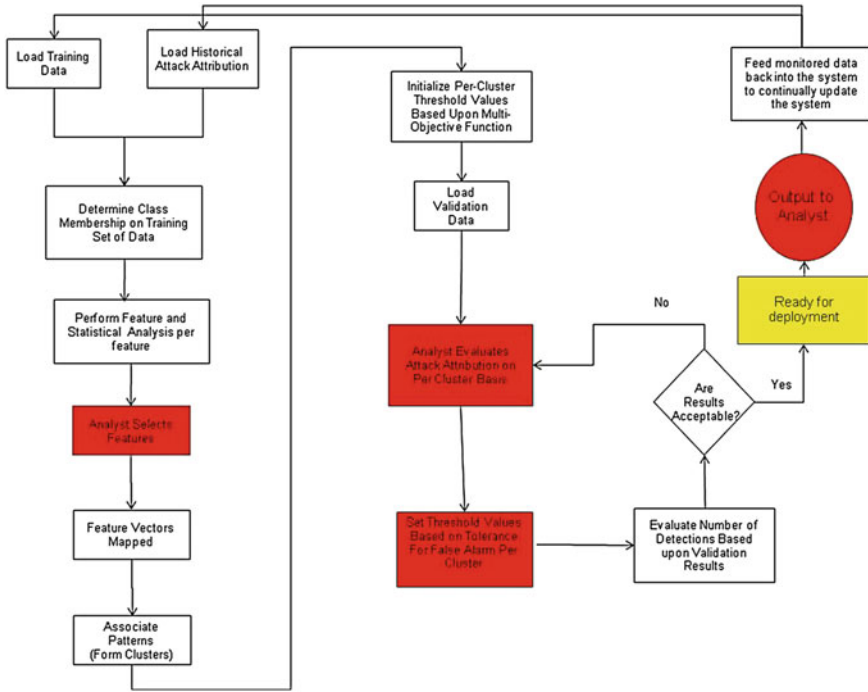 Load Training
Data
Load Historical
Attack Attribution
Determine Class
Membership on Training
Set of Data
Perform Feature and
Statistical Analysis per
feature
Analyst Selects
Features
Feature Vectors
Mapped
Associate
Patterns
(Form Clusters)
Initialize Per-Cluster
Threshold Values
Based Upon Multi-
Objective Function
Load
Validation
Data
Analyst Evaluates
Attack Attribution on
Per Cluster Basis
Set Threshold Values
Based on Tolerance
For False Alarm Per
Cluster
Evaluate Number of
Detections Based
upon Validation
Results
Are
Results
Acceptable?
No
Yes
Ready for
deployment
Output to
Analyst
Feed monitored data
back into the system
to continually update
the system